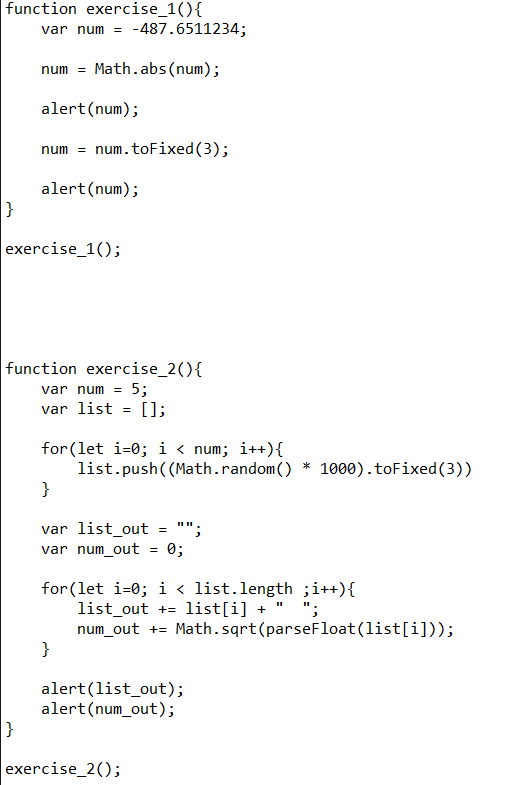 function exercise_1(){
    var num = -487.6511234;
    num = Math.abs(num);
    alert(num);
    num = num.toFixed(3);
    alert(num);
}
exercise_1();
function exercise_2(){
    var num = 5;
    var list = [];
    for(let i=0; i < num; i++){
        list.push((Math.random() * 1000).toFixed(3))
    }
    var list_out = "";
    var num_out = 0;
    for(let i=0; i < list.length ;i++){
        list_out += list[i] + "  ";
        num_out += Math.sqrt(parseFloat(list[i]));
    }
    alert(list_out);
    alert(num_out);
}
exercise_2();